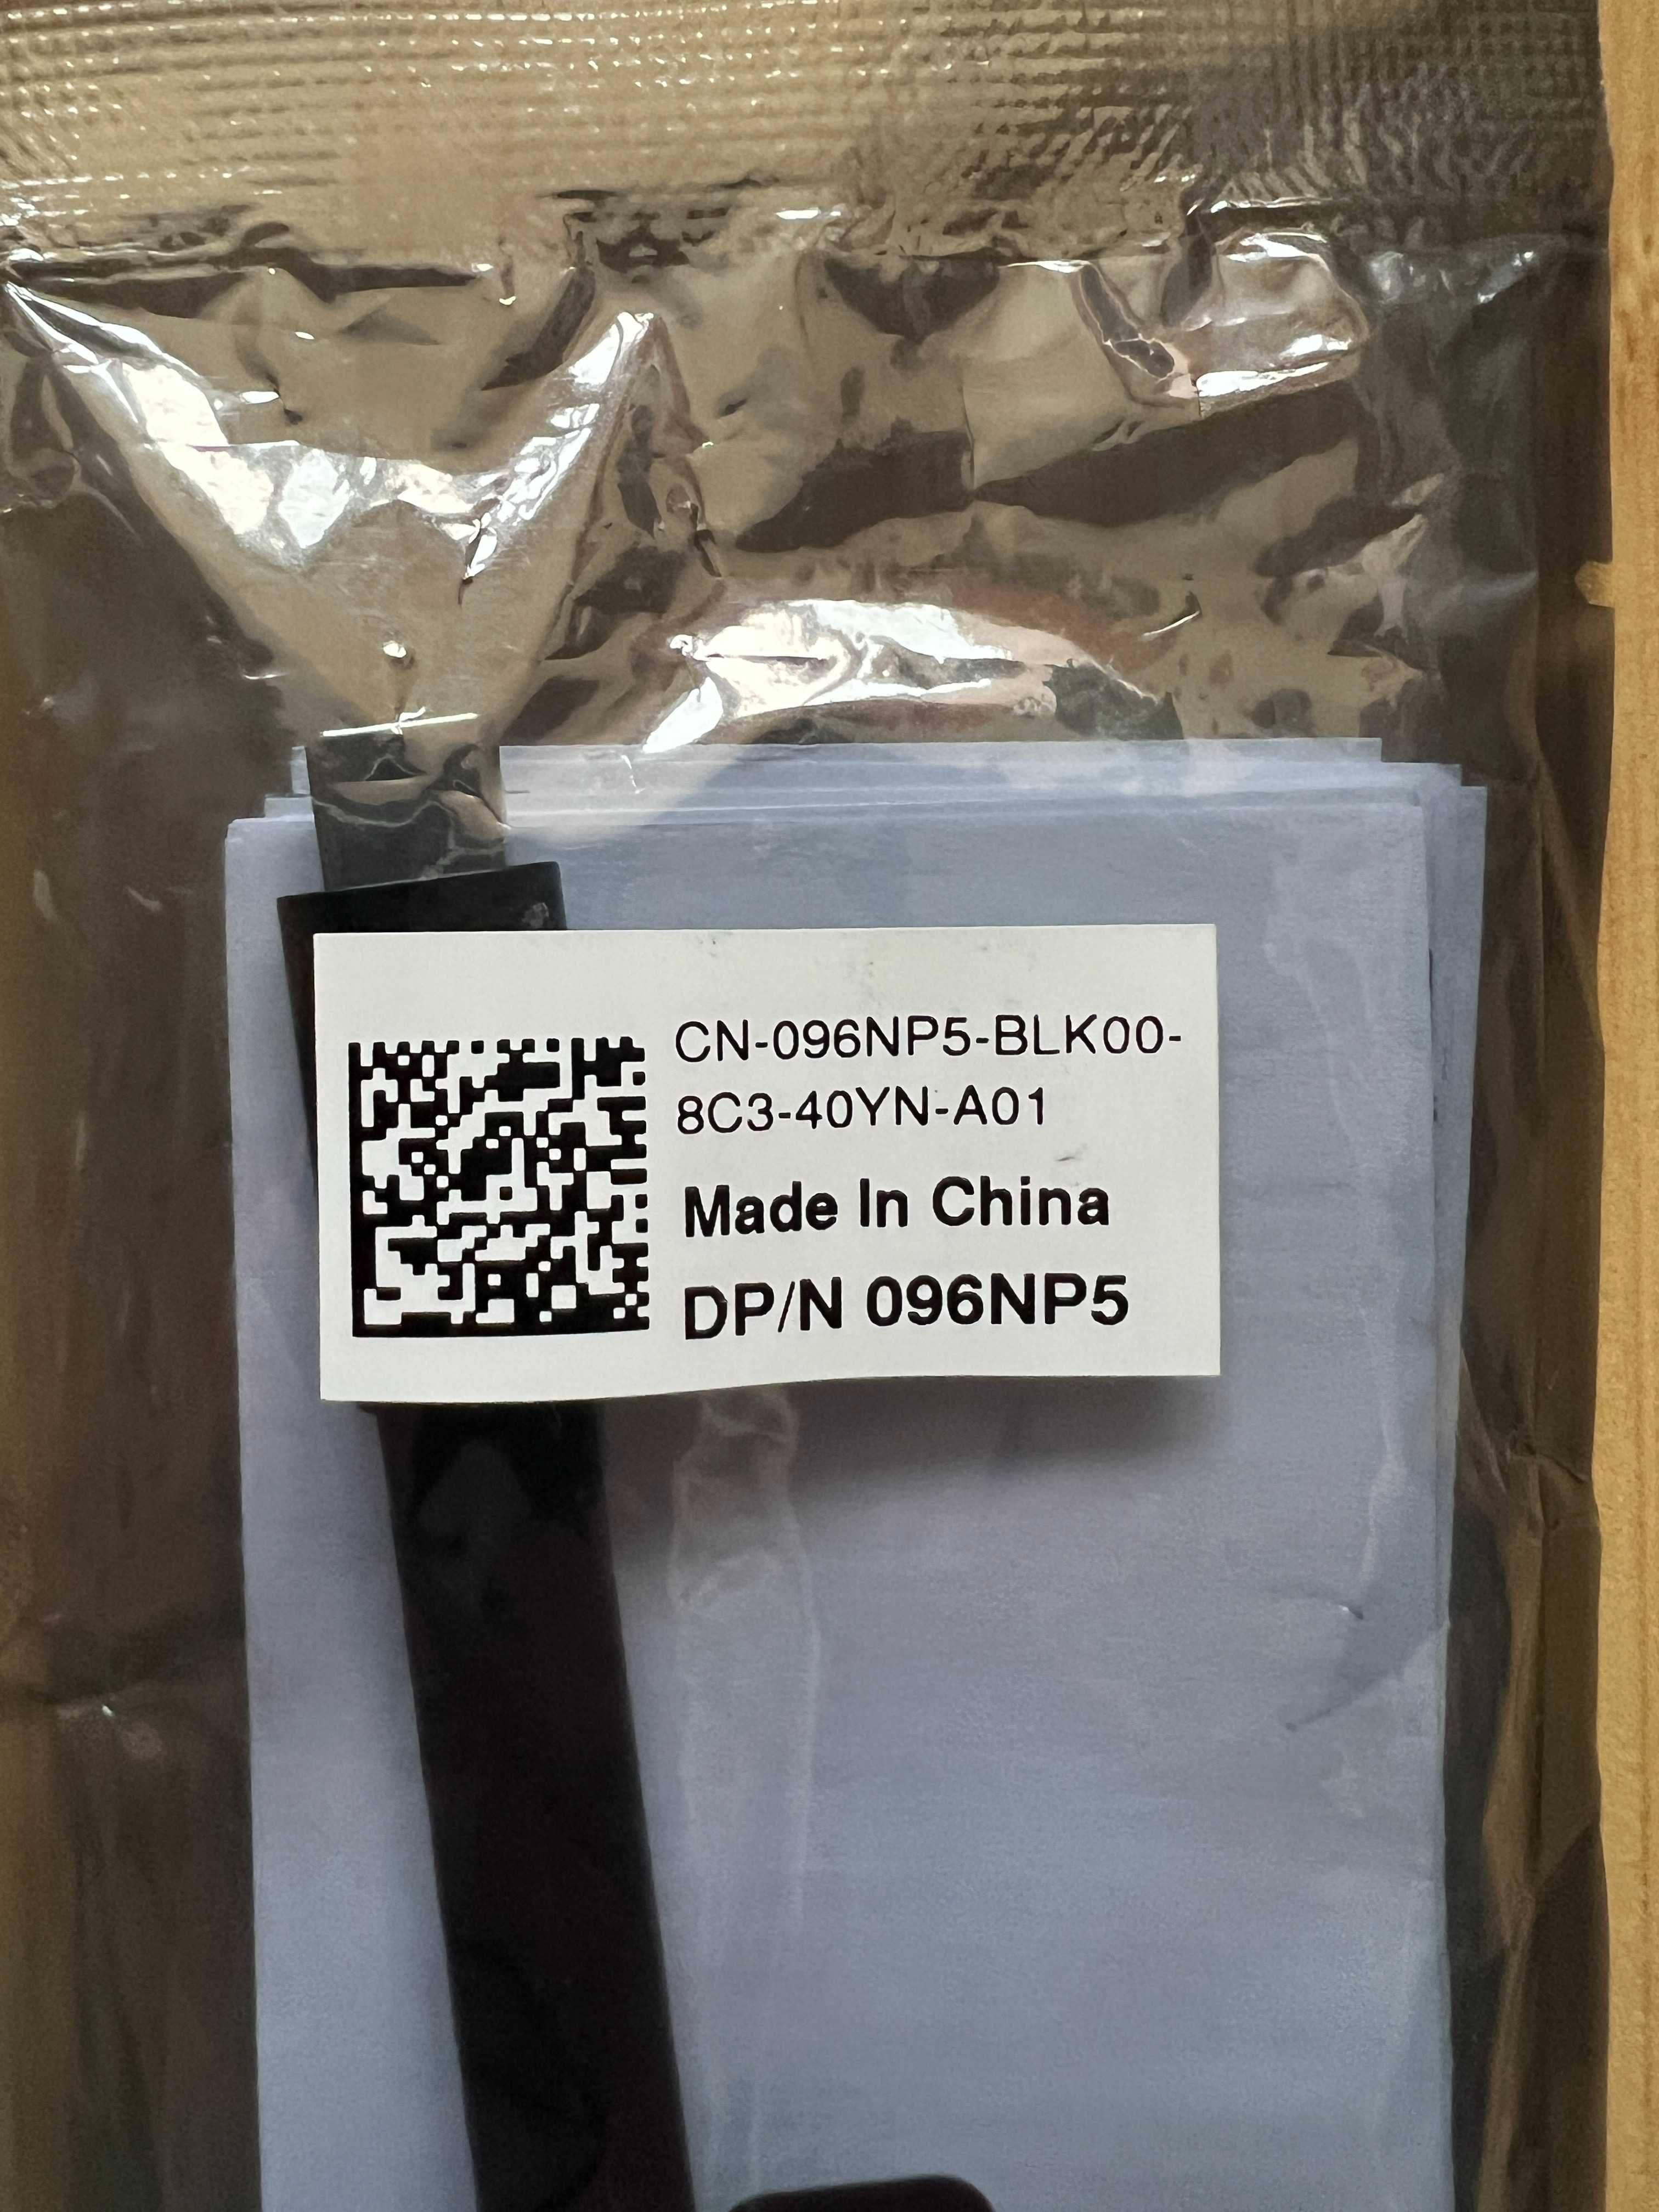 CN-096NP5-BLK00-
8C3-40YN-A01
Made In China
DP/N 096NP5